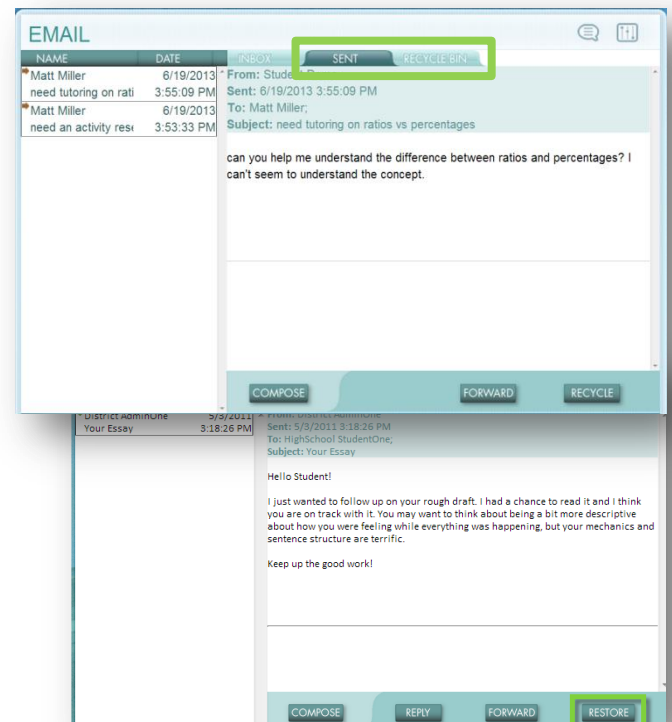 EMAIL
NAME DATE INBOX SENT RECYCLE BIN
Matt Miller 6/19/2013
need tutoring on rati 3:55:09 PM
Matt Miller 6/19/2013
need an activity rese 3:53:33 PM
From: Student
Sent: 6/19/2013 3:55:09 PM
To: Matt Miller;
Subject: need tutoring on ratios vs percentages
can you help me understand the difference between ratios and percentages? I
can't seem to understand the concept.
COMPOSE FORWARD RECYCLE
District AdminOne 5/3/2011
Your Essay 3:18:26 PM
From: District AdminOne
Sent: 5/3/2011 3:18:26 PM
To: HighSchool StudentOne;
Subject: Your Essay
Hello Student!
I just wanted to follow up on your rough draft. I had a chance to read it and I think
you are on track with it. You may want to think about being a bit more descriptive
about how you were feeling while everything was happening, but your mechanics and
sentence structure are terrific.
Keep up the good work!
COMPOSE REPLY FORWARD RESTORE